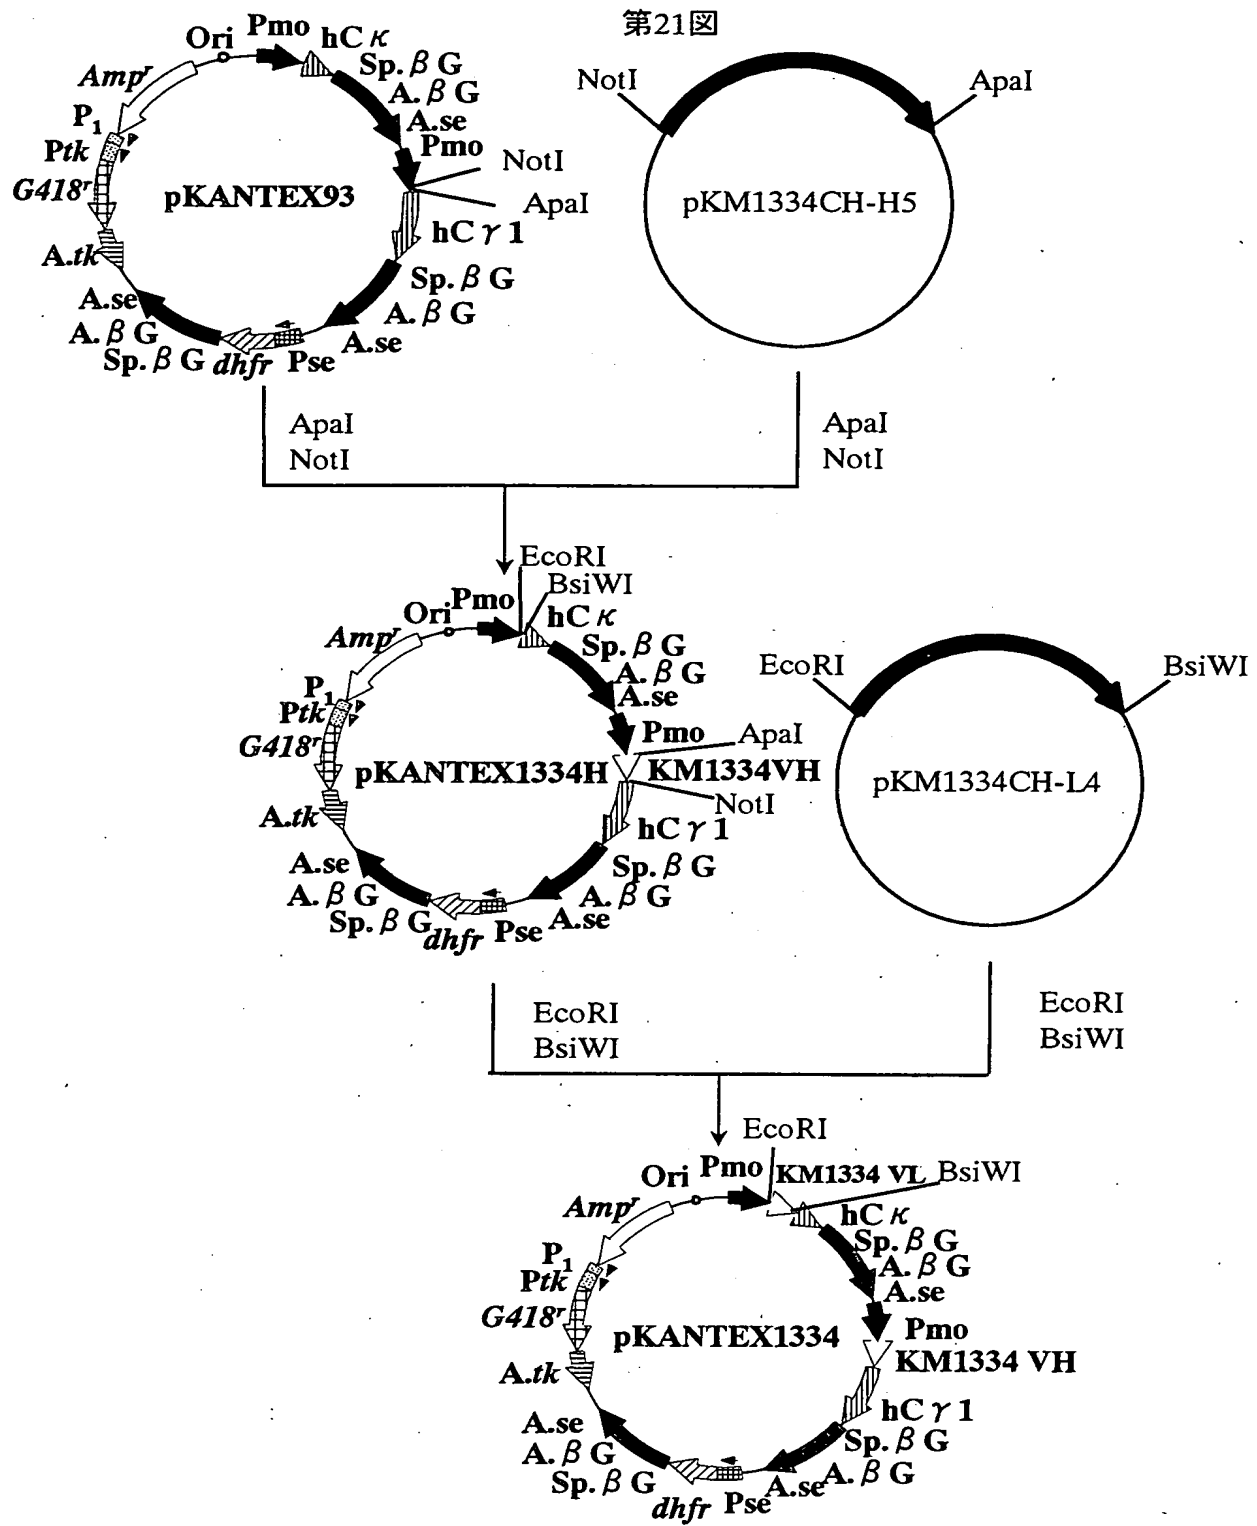 第21図
Ori
Pmo
hCκ
Sp.βG
A.βG
A.se
Pmo
NotI
ApaI
hCγ1
Sp.βG
A.βG
A.se
Pse
dhfr
Sp.βG
A.βG
A.se
A.tk
G418r
Ptk
P1
Ampr
pKANTEX93
NotI
ApaI
pKM1334CH-H5
ApaI
NotI
ApaI
NotI
EcoRI
BsiWI
Ori
Pmo
hCκ
Sp.βG
A.βG
A.se
Pmo
ApaI
KM1334VH
NotI
hCγ1
Sp.βG
A.βG
A.se
Pse
dhfr
Sp.βG
A.βG
A.se
A.tk
G418r
Ptk
P1
Ampr
pKANTEX1334H
EcoRI
BsiWI
pKM1334CH-L4
EcoRI
BsiWI
EcoRI
BsiWI
EcoRI
Ori
Pmo
KM1334 VL
BsiWI
hCκ
Sp.βG
A.βG
A.se
Pmo
KM1334 VH
hCγ1
Sp.βG
A.βG
A.se
Pse
dhfr
Sp.βG
A.βG
A.se
A.tk
G418r
Ptk
P1
Ampr
pKANTEX1334